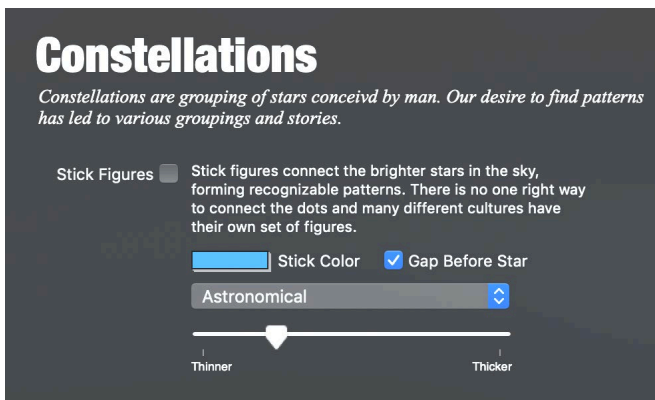 Constellations
Constellations are grouping of stars conceivd by man. Our desire to find patterns
has led to various groupings and stories.
Stick Figures
Stick figures connect the brighter stars in the sky,
forming recognizable patterns. There is no one right way
to connect the dots and many different cultures have
their own set of figures.
Stick Color Gap Before Star
Astronomical
Thinner Thicker